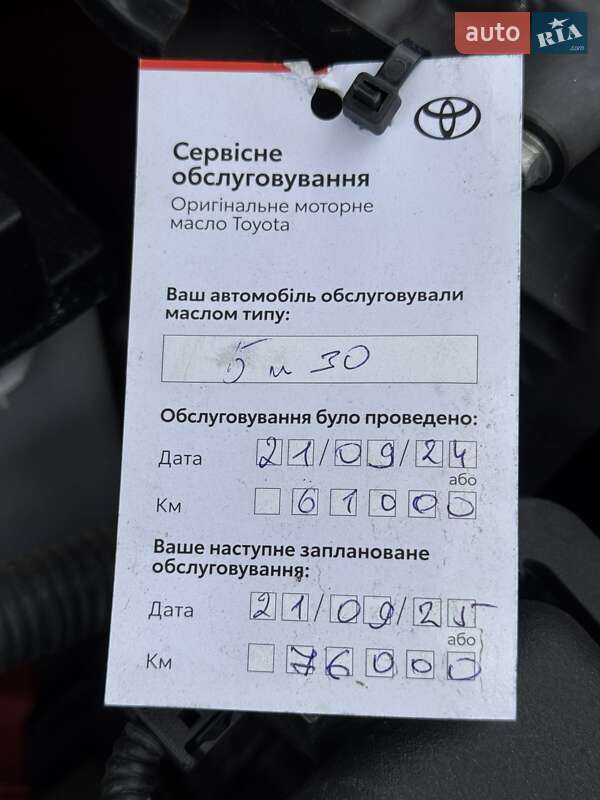 auto RIA .com
Сервісне
обслуговування
Оригінальне моторне
масло Toyota
Ваш автомобіль обслуговували
маслом типу:
5 w 30
Обслуговування було проведено:
Дата 21/09/24
або
Км 61000
Ваше наступне заплановане
обслуговування:
Дата 21/09/25
або
Км 76000